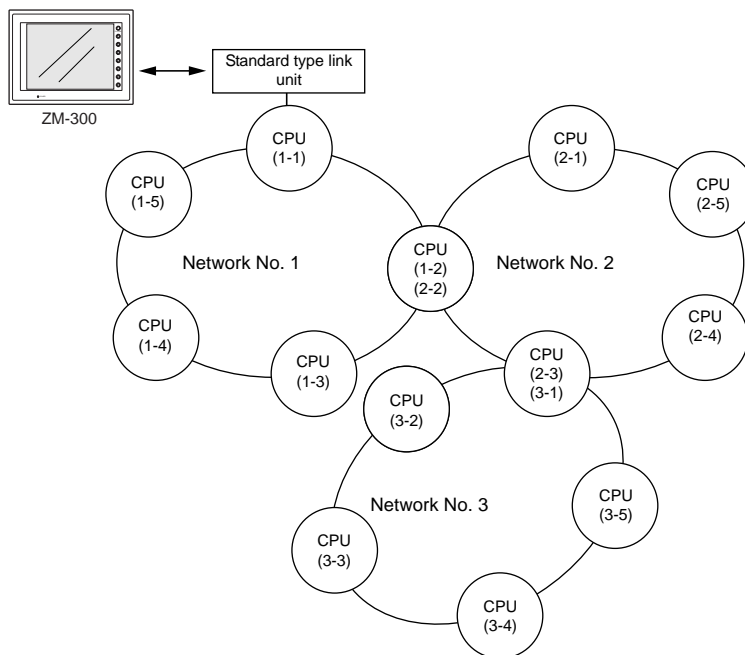 Standard type link
unit
ZM-300
CPU
(1-1)
CPU
(1-5)
CPU
(1-2)
(2-2)
CPU
(1-4)
CPU
(1-3)
Network No. 1
CPU
(2-1)
CPU
(2-5)
CPU
(2-4)
CPU
(2-3)
(3-1)
Network No. 2
CPU
(3-2)
CPU
(3-5)
CPU
(3-3)
CPU
(3-4)
Network No. 3